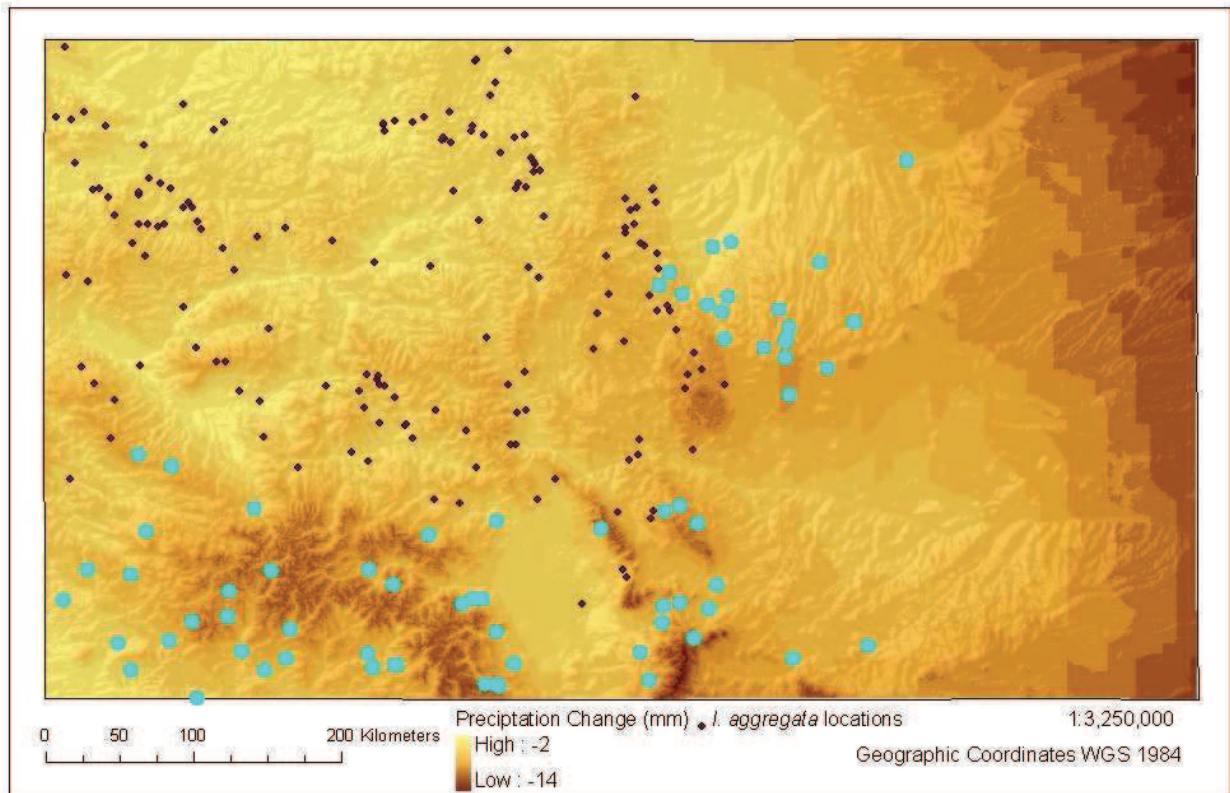 0 50 100 200 Kilometers
Preciptation Change (mm) I. aggregata locations
High : -2
Low : -14
1:3,250,000
Geographic Coordinates WGS 1984